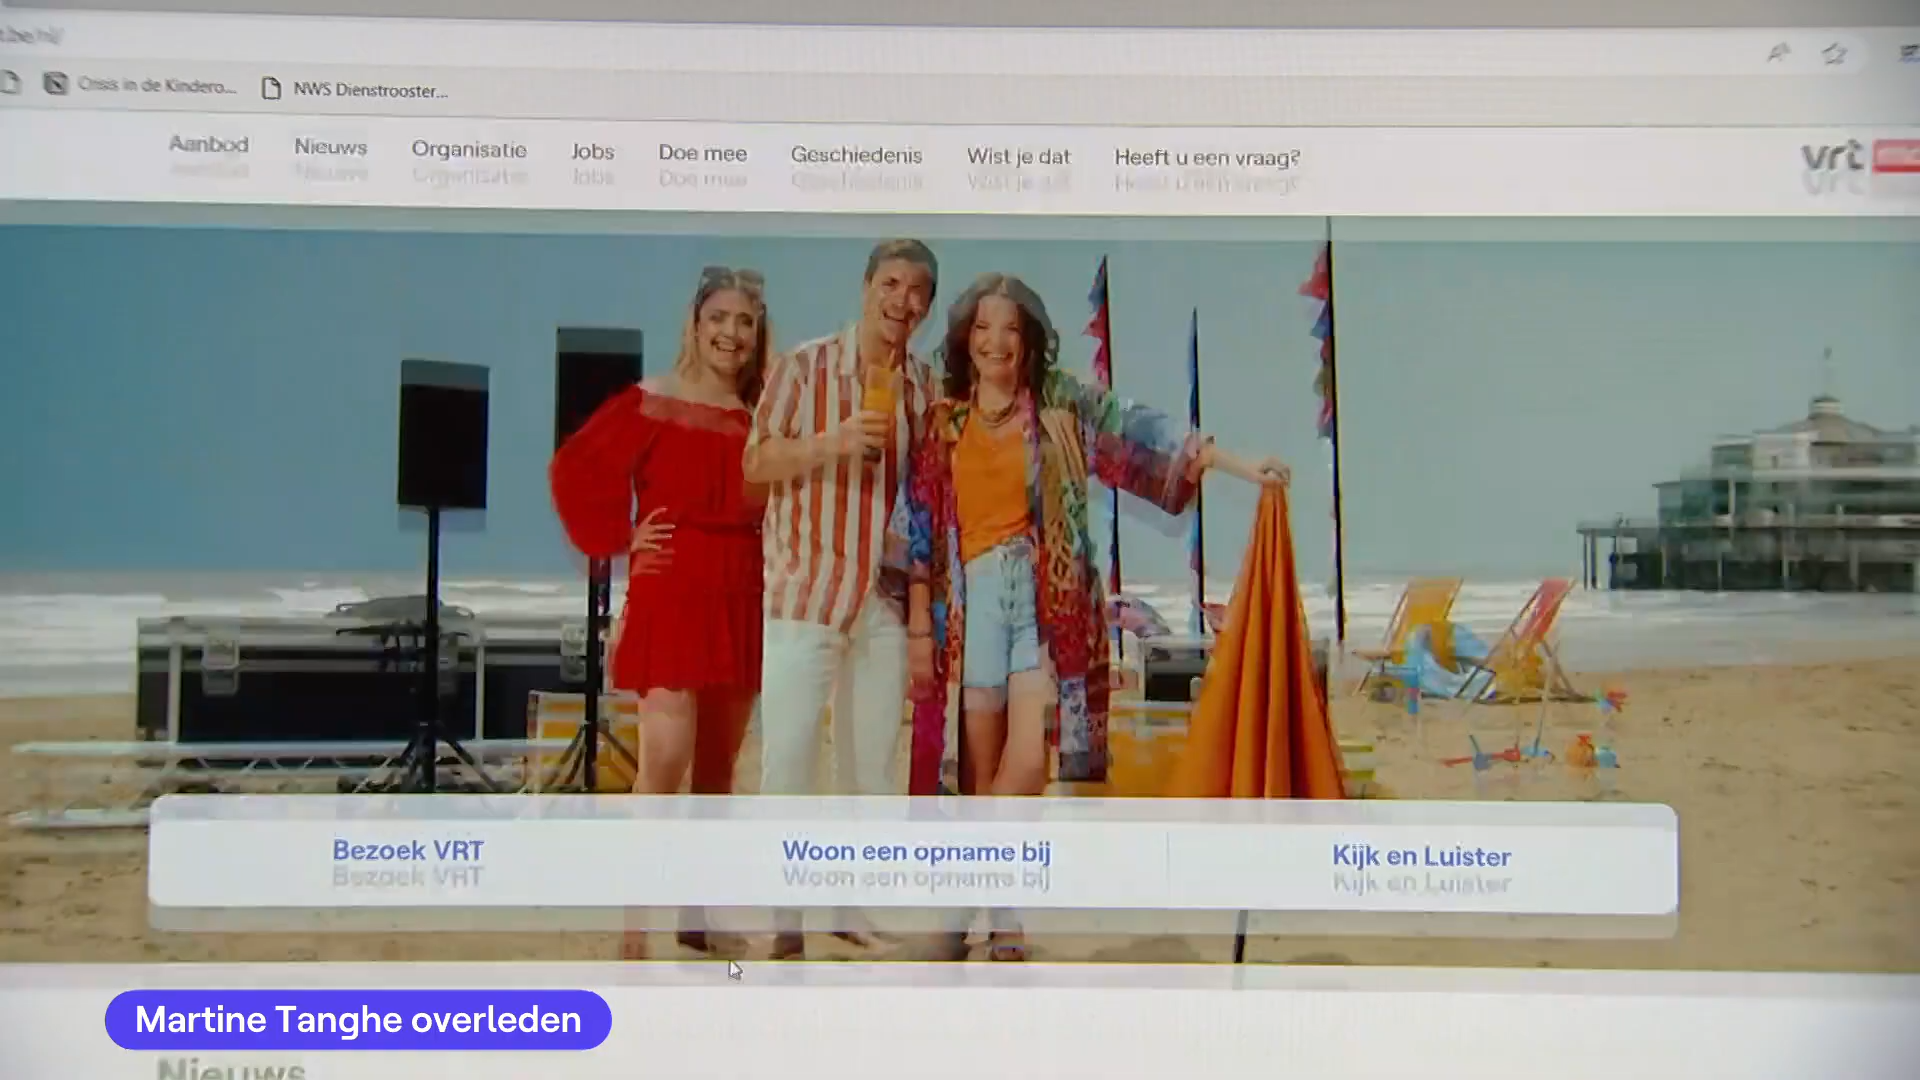 Crisis in de Kindero...
NWS Dienstrooster...
Aanbod
Nieuws
Organisatie
Jobs
Doe mee
Geschiedenis
Wist je dat
Heeft u een vraag?
vrt
Bezoek VRT
Woon een opname bij
Kijk en Luister
Martine Tanghe overleden
Nieuws